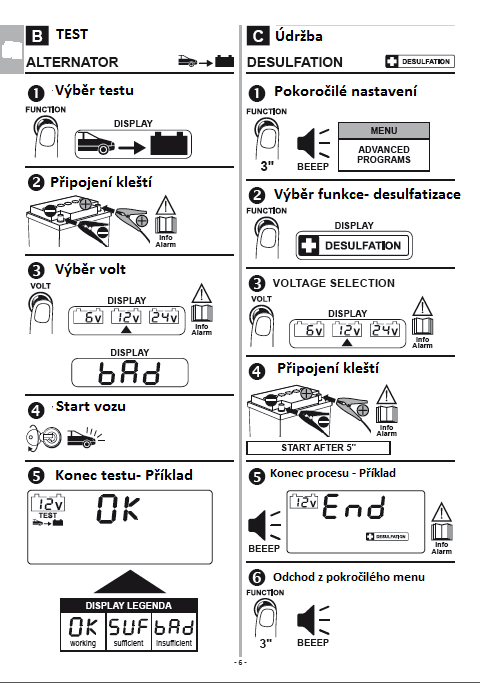 B TEST
ALTERNATOR
1 Výběr testu
FUNCTION
DISPLAY
2 Připojení kleští
Info
Alarm
3 Výběr volt
VOLT
DISPLAY
6v 12v 24v
Info
Alarm
DISPLAY
bAd
4 Start vozu
5 Konec testu- Příklad
12v
TEST
OK
DISPLAY LEGENDA
OK SUF bAd
working sufficient insufficient
C Údržba
DESULFATION DESULFATION
1 Pokoročilé nastavení
FUNCTION
MENU
ADVANCED
PROGRAMS
3" BEEEP
2 Výběr funkce- desulfatizace
FUNCTION
DISPLAY
DESULFATION
3 VOLTAGE SELECTION
VOLT
DISPLAY
6v 12v 24v
Info
Alarm
4 Připojení kleští
Info
Alarm
START AFTER 5"
5 Konec procesu - Příklad
12v End
DESULFATION
BEEEP
Info
Alarm
6 Odchod z pokročilého menu
FUNCTION
3" BEEEP
- 6 -